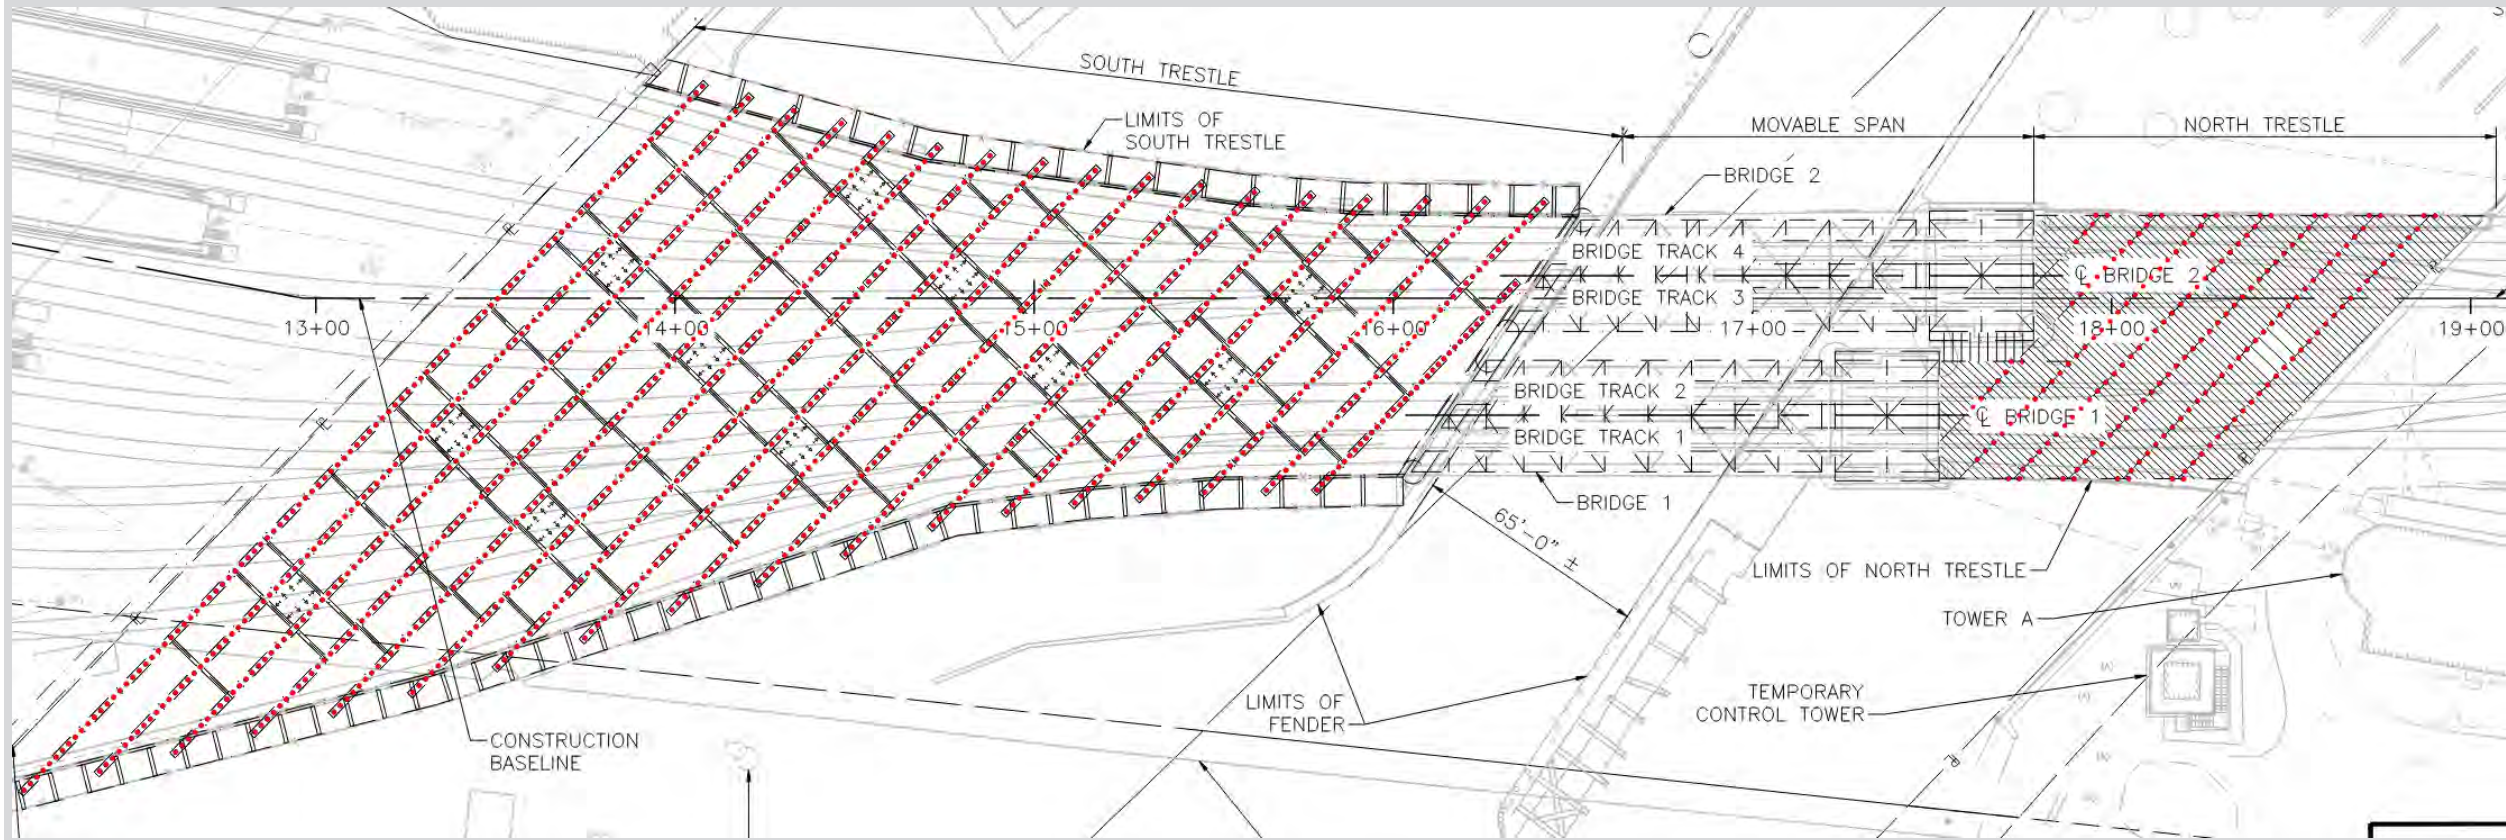 SOUTH TRESTLE
LIMITS OF
SOUTH TRESTLE
MOVABLE SPAN
NORTH TRESTLE
BRIDGE 2
BRIDGE TRACK 4
BRIDGE TRACK 3
℄ BRIDGE 2
13+00
14+00
15+00
16+00
17+00
18+00
19+00
BRIDGE TRACK 2
BRIDGE TRACK 1
℄ BRIDGE 1
BRIDGE 1
65'-0" ±
LIMITS OF NORTH TRESTLE
TOWER A
LIMITS OF
FENDER
TEMPORARY
CONTROL TOWER
CONSTRUCTION
BASELINE